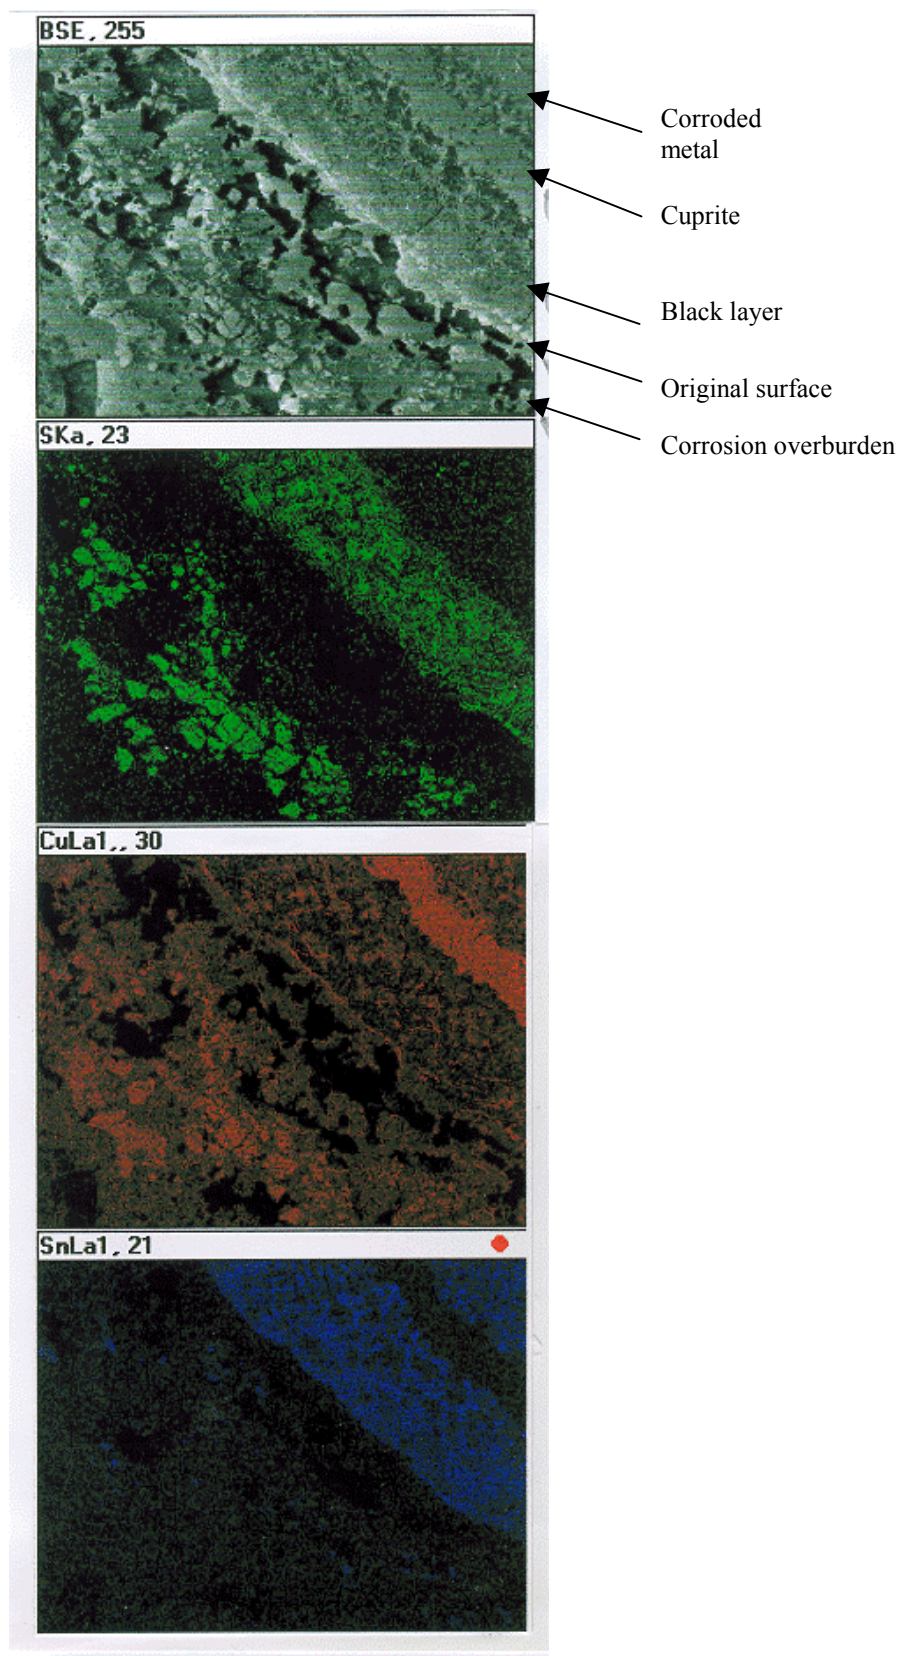 BSE, 255
Corroded
metal
Cuprite
Black layer
Original surface
Corrosion overburden
SKa, 23
CuLa1,, 30
SnLa1, 21